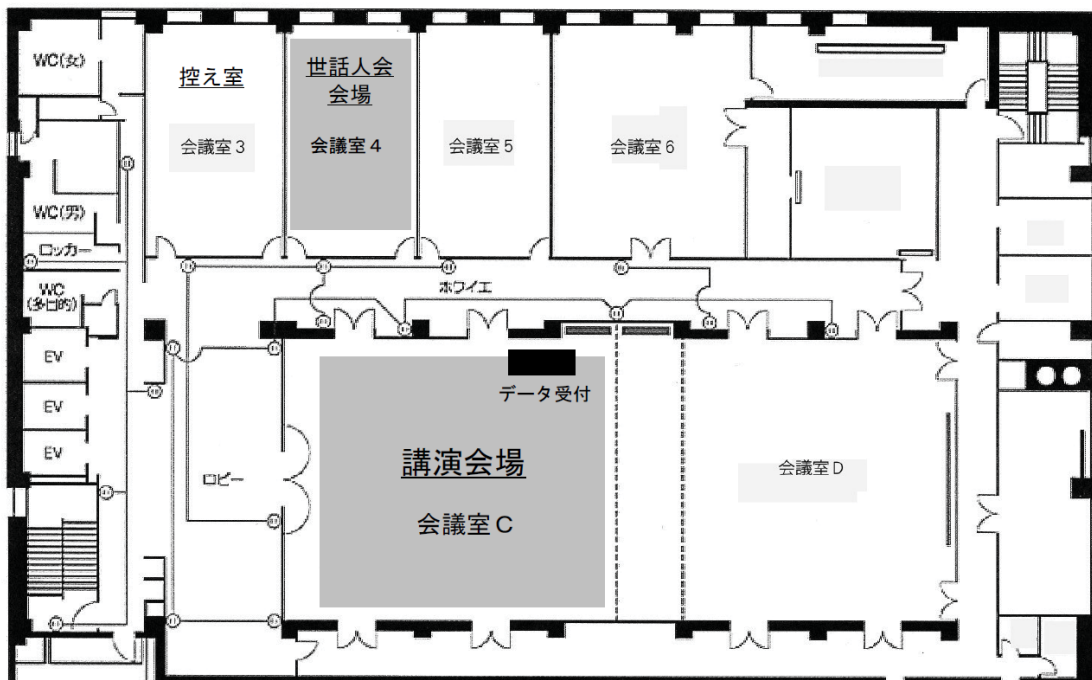 WC(女)
控え室
世話人会
会場
会議室3
会議室4
会議室5
会議室6
WC(男)
ロッカー
WC
(多目的)
ホワイエ
EV
EV
EV
データ受付
ロビー
講演会場
会議室C
会議室D